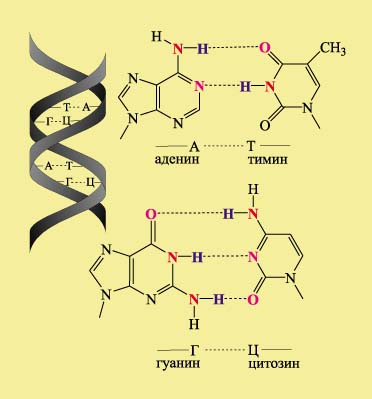 H
N H O CH₃
N N H N
N N O N
А Т
аденин тимин
Т А
Г Ц
А Т
Г Ц
H
O H N
N N H N
N N N H O N
H
Г Ц
гуанин цитозин